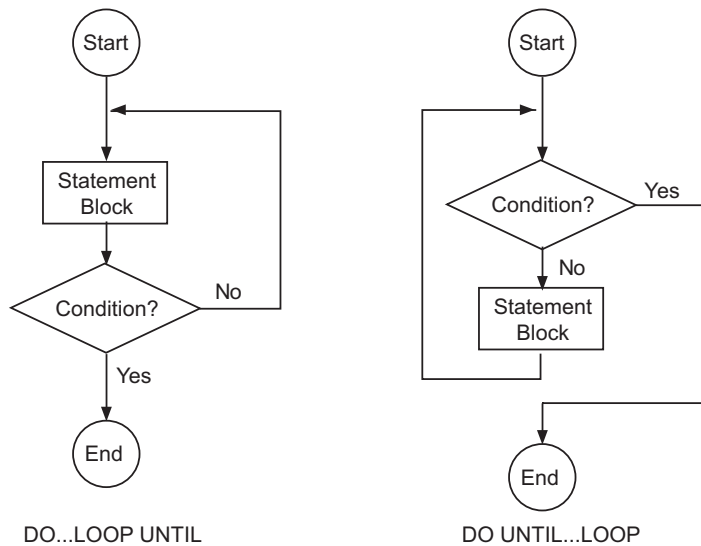 Start
Statement
Block
Condition?
No
Yes
End
DO...LOOP UNTIL
Start
Condition?
Yes
No
Statement
Block
End
DO UNTIL...LOOP